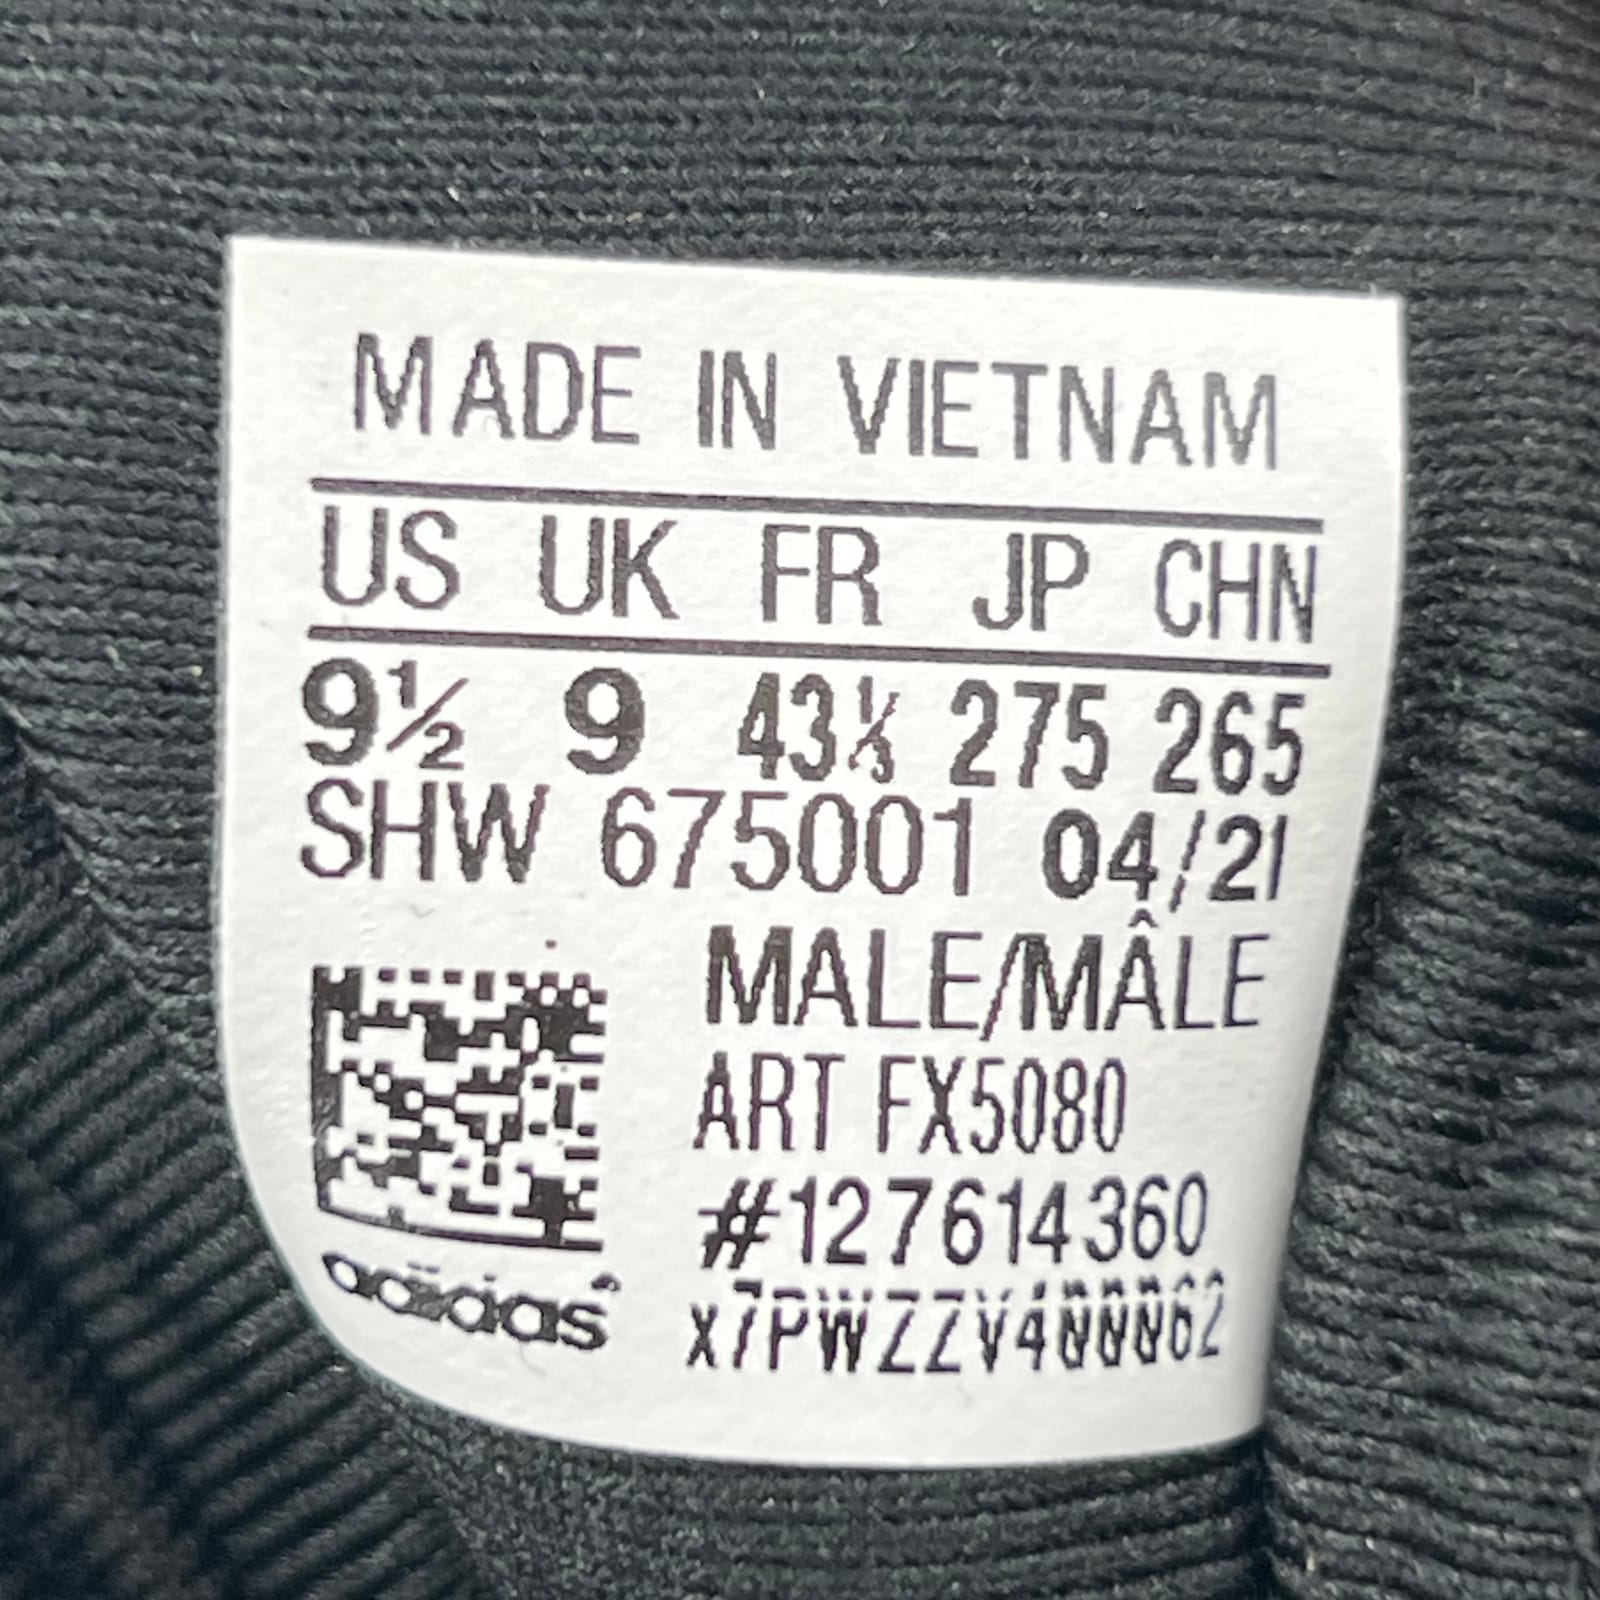 MADE IN VIETNAM
US UK FR JP CHN
9½ 9 43⅓ 275 265
SHW 675001 04/21
MALE/MÂLE
ART FX5080
#127614360
x7PWZZV400062
adidas